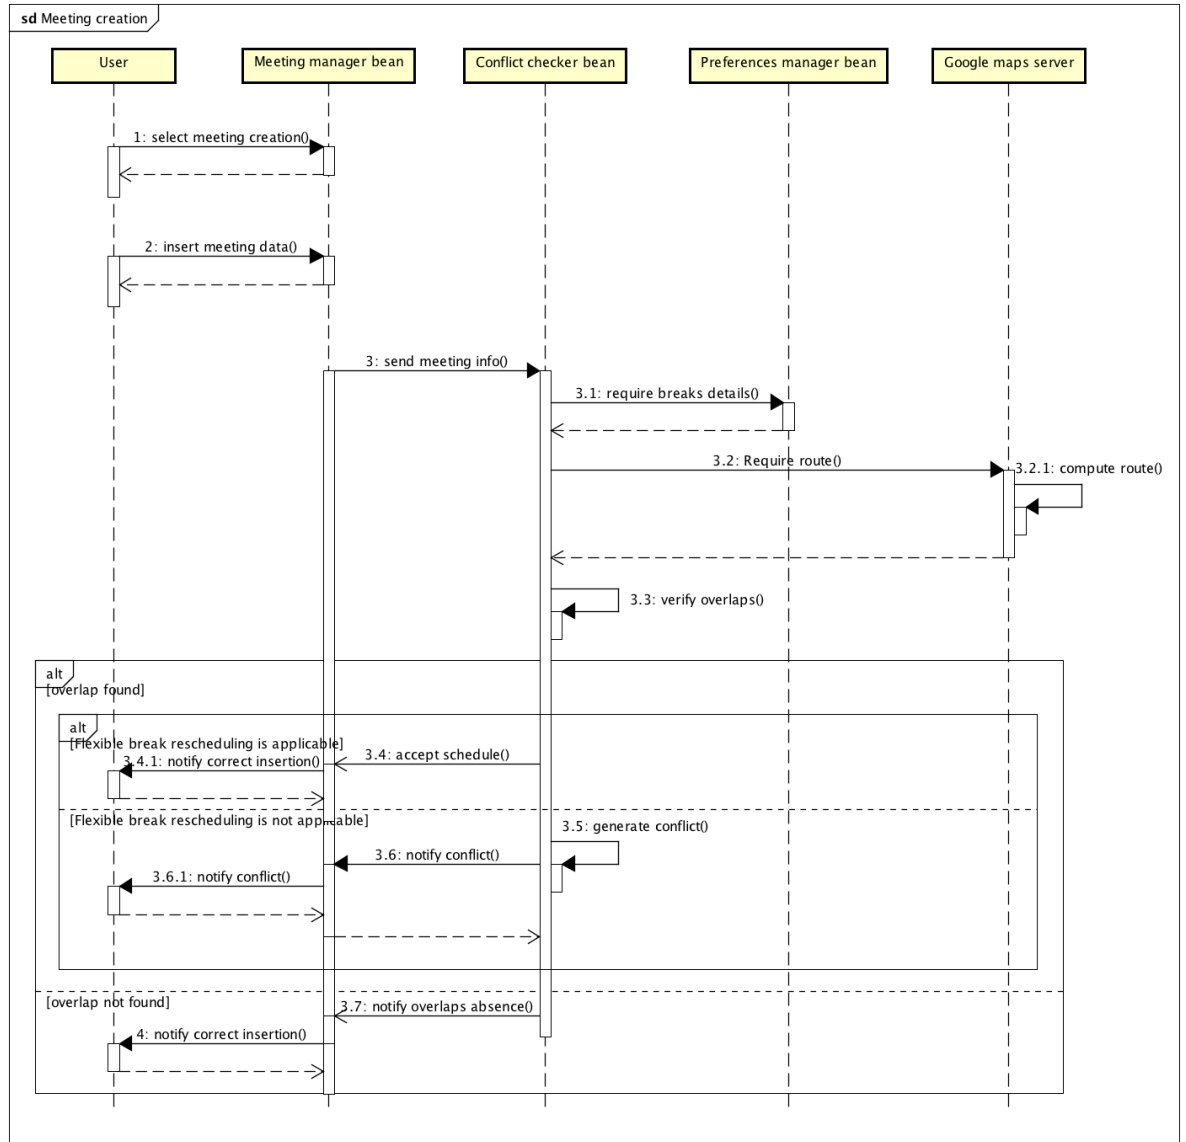 sd Meeting creation
User
Meeting manager bean
Conflict checker bean
Preferences manager bean
Google maps server
1: select meeting creation()
2: insert meeting data()
3: send meeting info()
3.1: require breaks details()
3.2: Require route()
3.2.1: compute route()
3.3: verify overlaps()
alt
[overlap found]
alt
[Flexible break rescheduling is applicable]
3.4: accept schedule()
3.4.1: notify correct insertion()
[Flexible break rescheduling is not applicable]
3.5: generate conflict()
3.6: notify conflict()
3.6.1: notify conflict()
[overlap not found]
3.7: notify overlaps absence()
4: notify correct insertion()